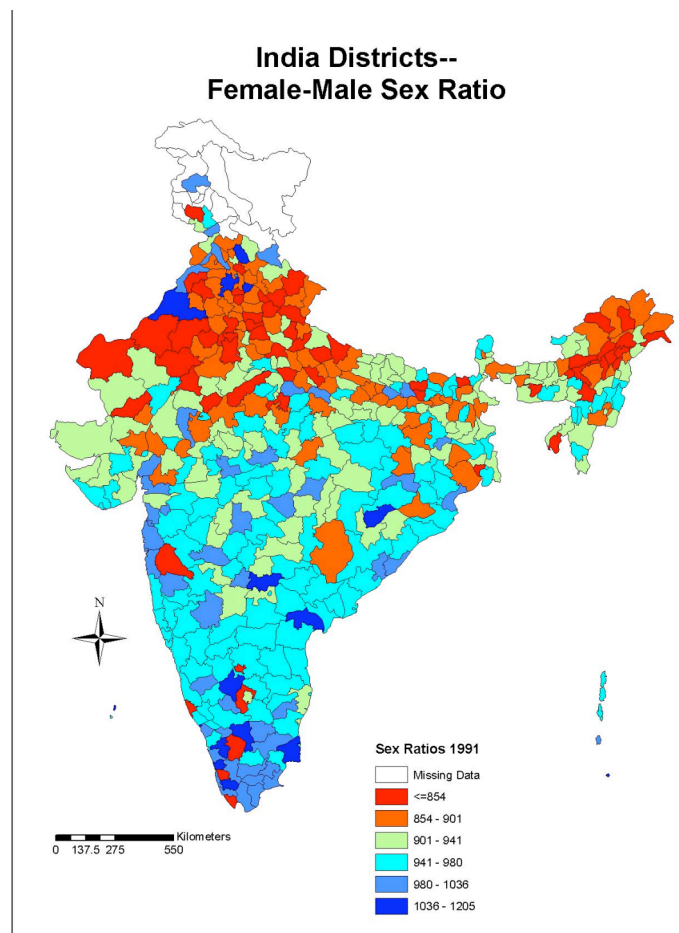 India Districts--
Female-Male Sex Ratio
N
Sex Ratios 1991
Missing Data
<=854
854 - 901
901 - 941
941 - 980
980 - 1036
1036 - 1205
Kilometers
0 137.5 275 550